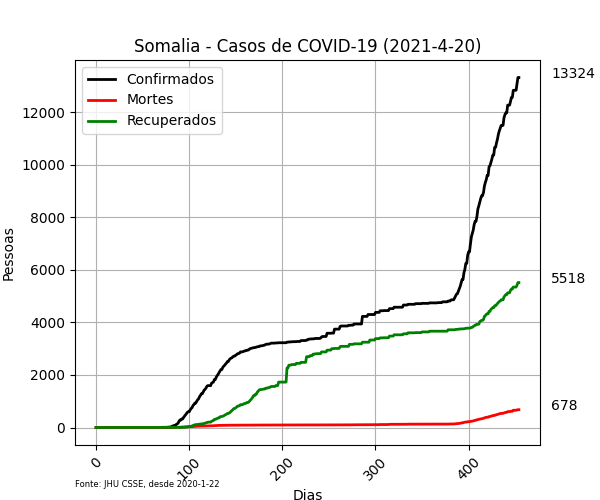 Somalia - Casos de COVID-19 (2021-4-20)
Confirmados
Mortes
Recuperados
13324
5518
678
12000
10000
8000
6000
4000
2000
0
Pessoas
0
100
200
300
400
Dias
Fonte: JHU CSSE, desde 2020-1-22